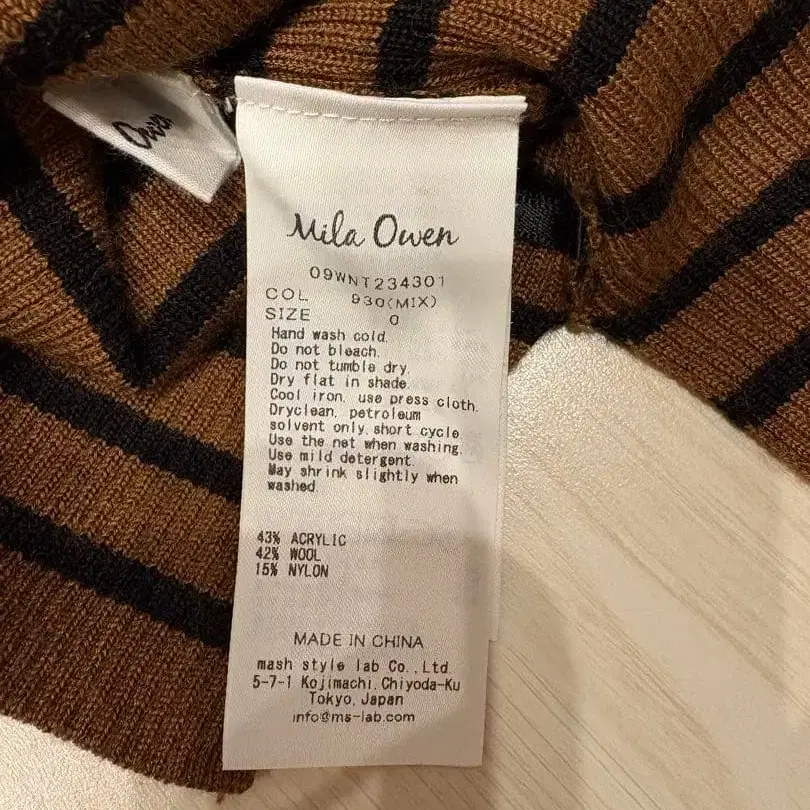 Owen
Mila Owen
09WNT234301
COL 930(MIX)
SIZE 0
Hand wash cold.
Do not bleach.
Do not tumble dry.
Dry flat in shade.
Cool iron, use press cloth.
Dryclean, petroleum
solvent only, short cycle.
Use the net when washing.
Use mild detergent.
May shrink slightly when
washed.
43% ACRYLIC
42% WOOL
15% NYLON
MADE IN CHINA
mash style lab Co., Ltd.
5-7-1 Kojimachi, Chiyoda-Ku
Tokyo, Japan
info@ms-lab.com